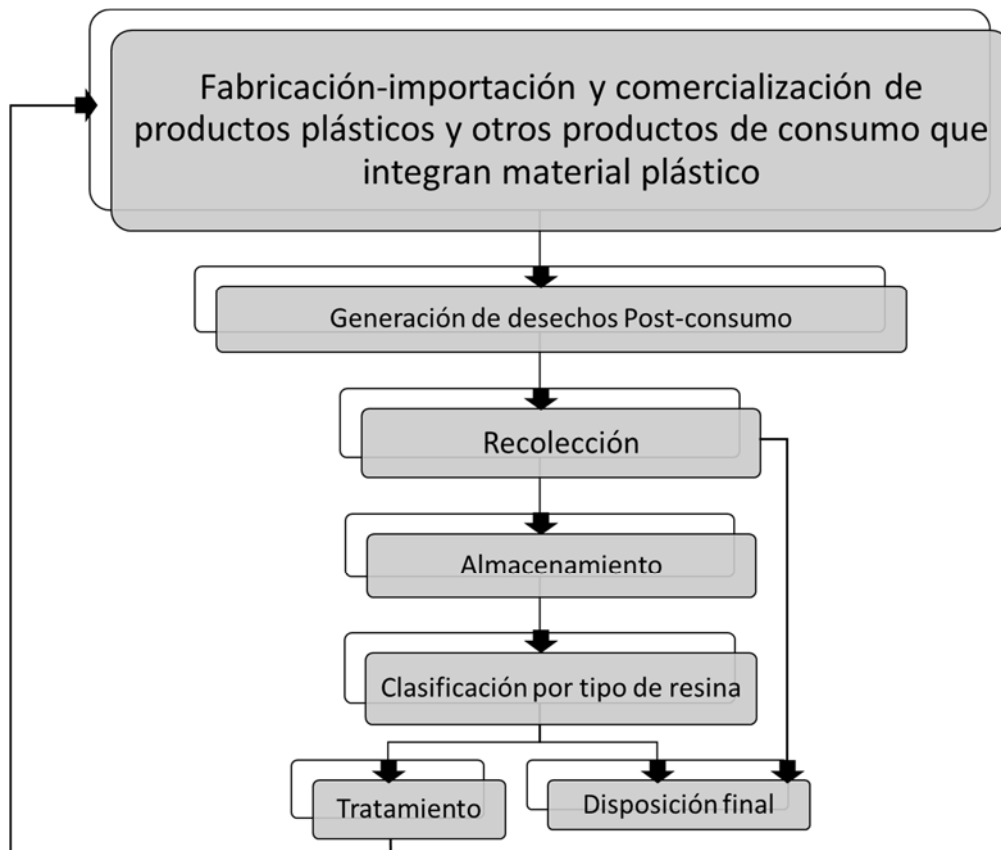 Fabricación-importación y comercialización de
productos plásticos y otros productos de consumo que
integran material plástico
Generación de desechos Post-consumo
Recolección
Almacenamiento
Clasificación por tipo de resina
Tratamiento
Disposición final